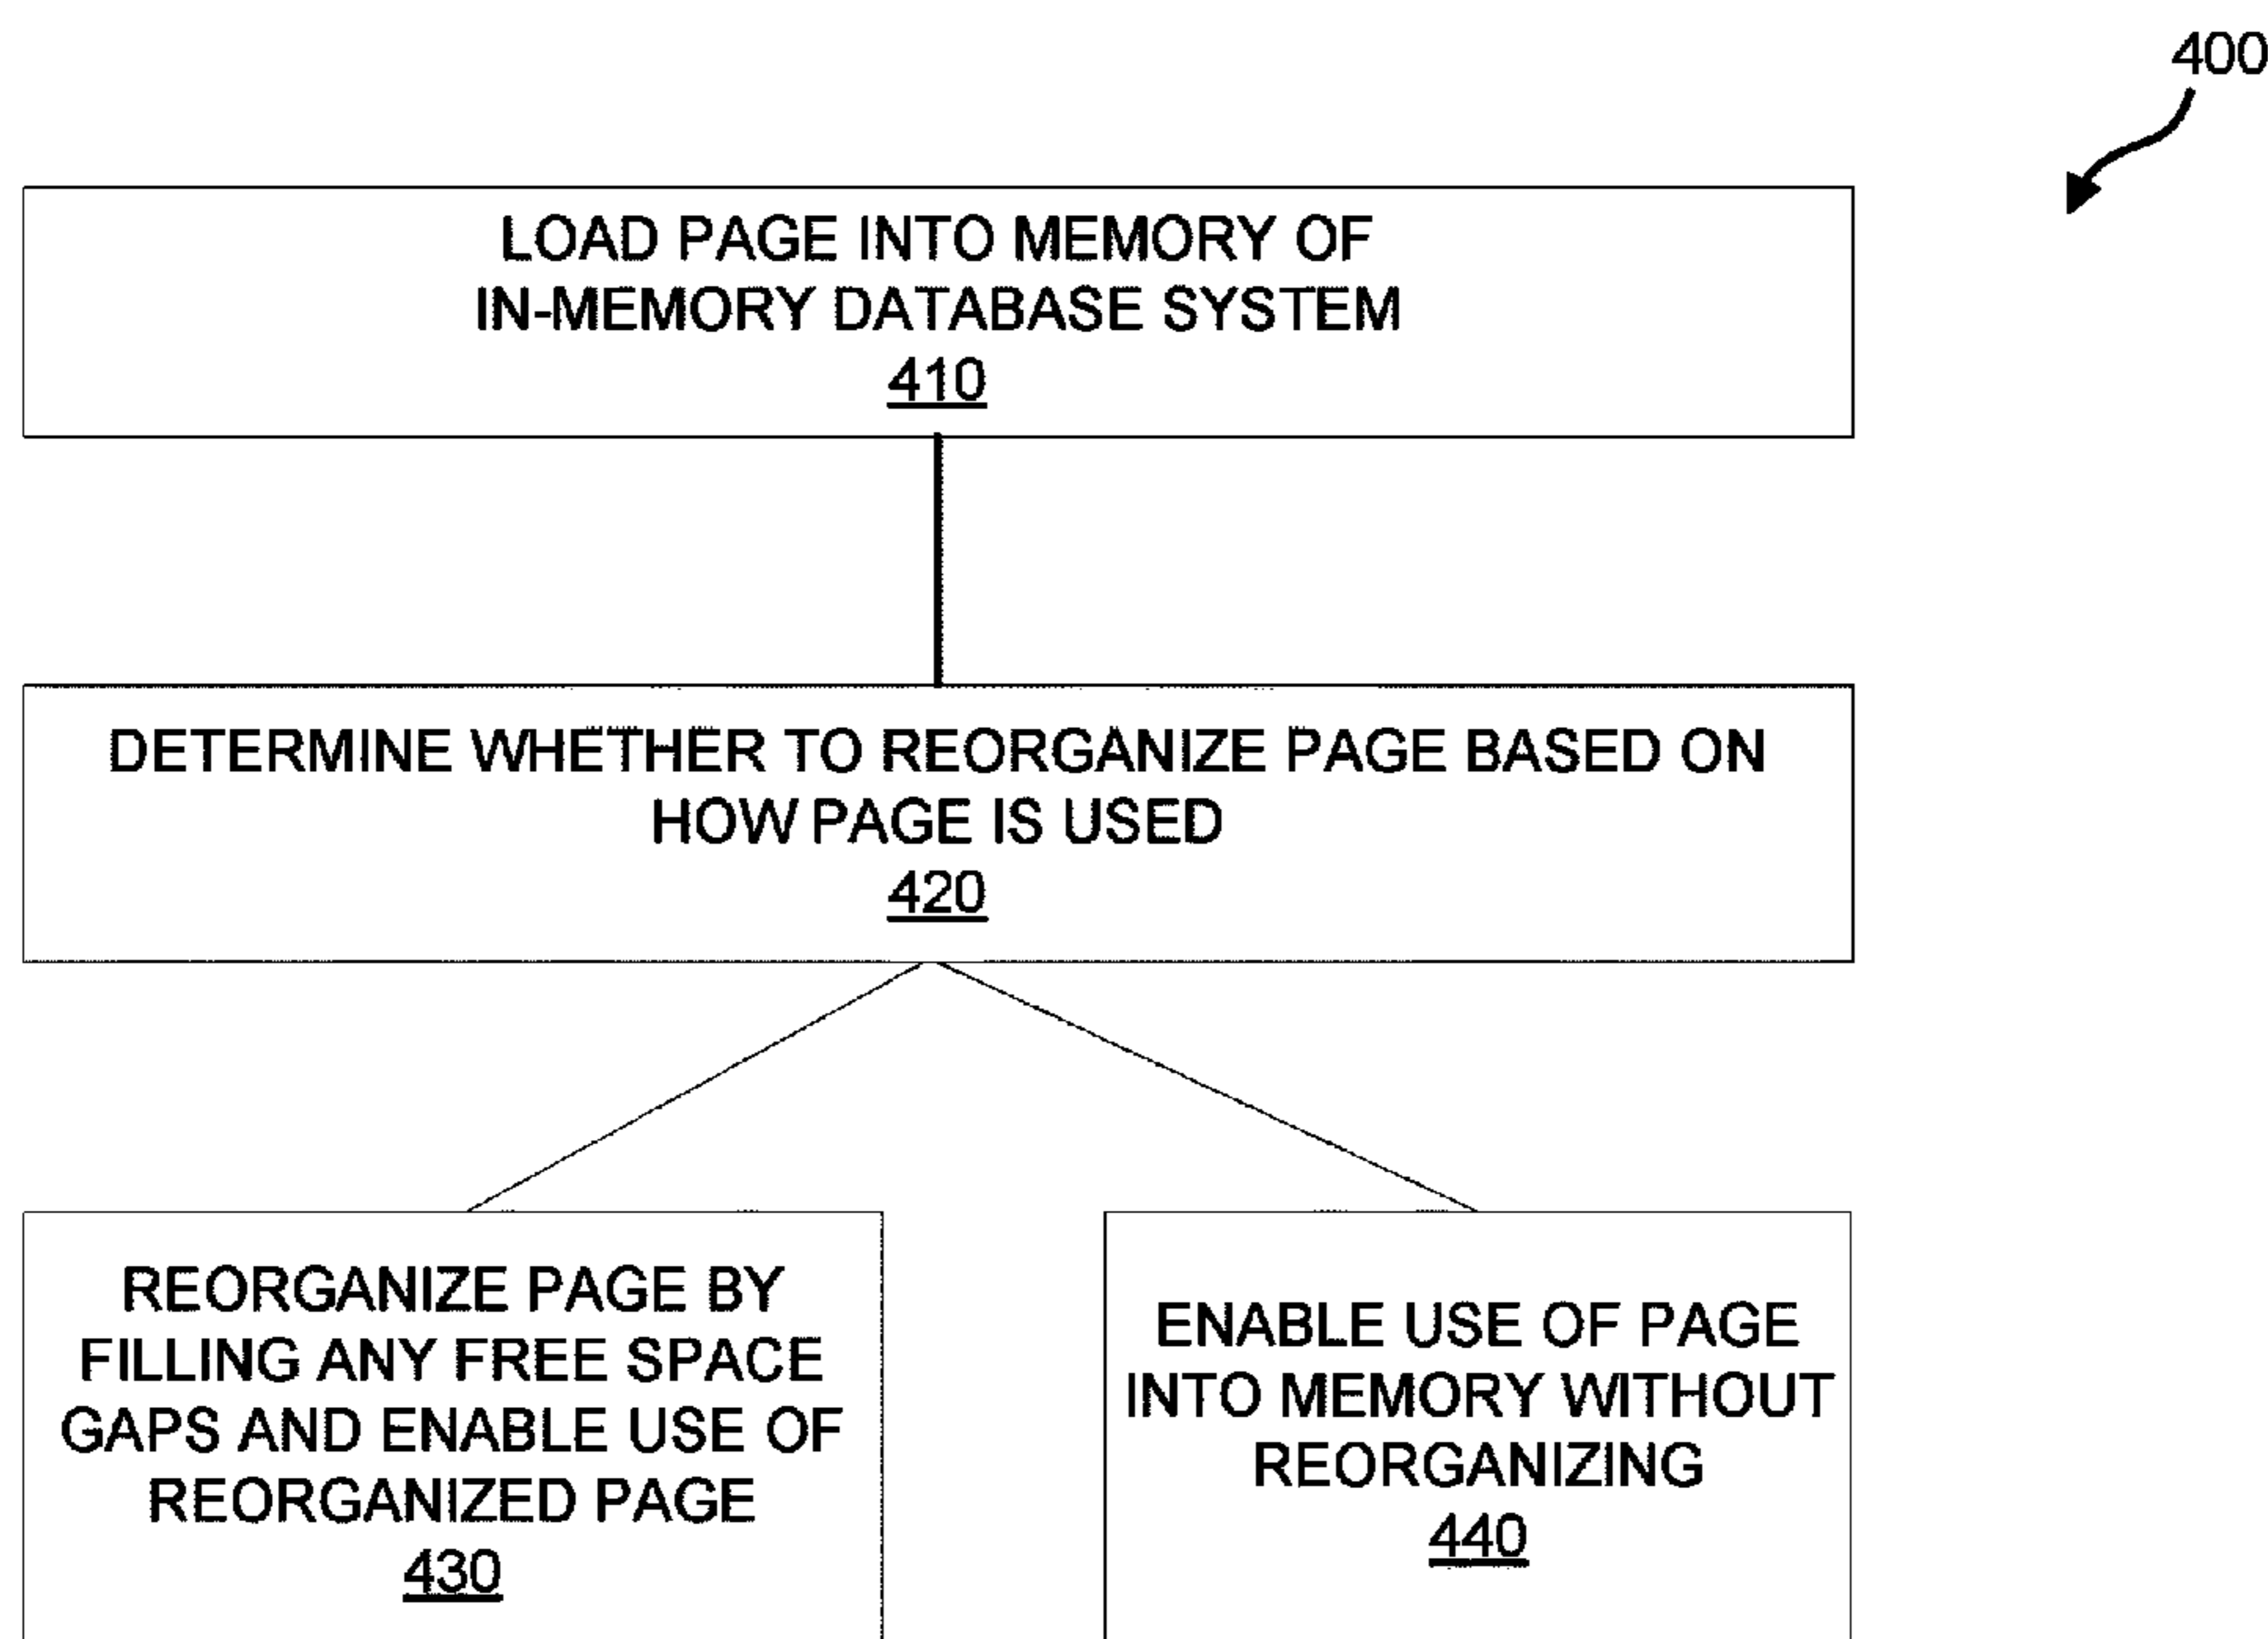 400
LOAD PAGE INTO MEMORY OF
IN-MEMORY DATABASE SYSTEM
410
DETERMINE WHETHER TO REORGANIZE PAGE BASED ON
HOW PAGE IS USED
420
REORGANIZE PAGE BY
FILLING ANY FREE SPACE
GAPS AND ENABLE USE OF
REORGANIZED PAGE
430
ENABLE USE OF PAGE
INTO MEMORY WITHOUT
REORGANIZING
440